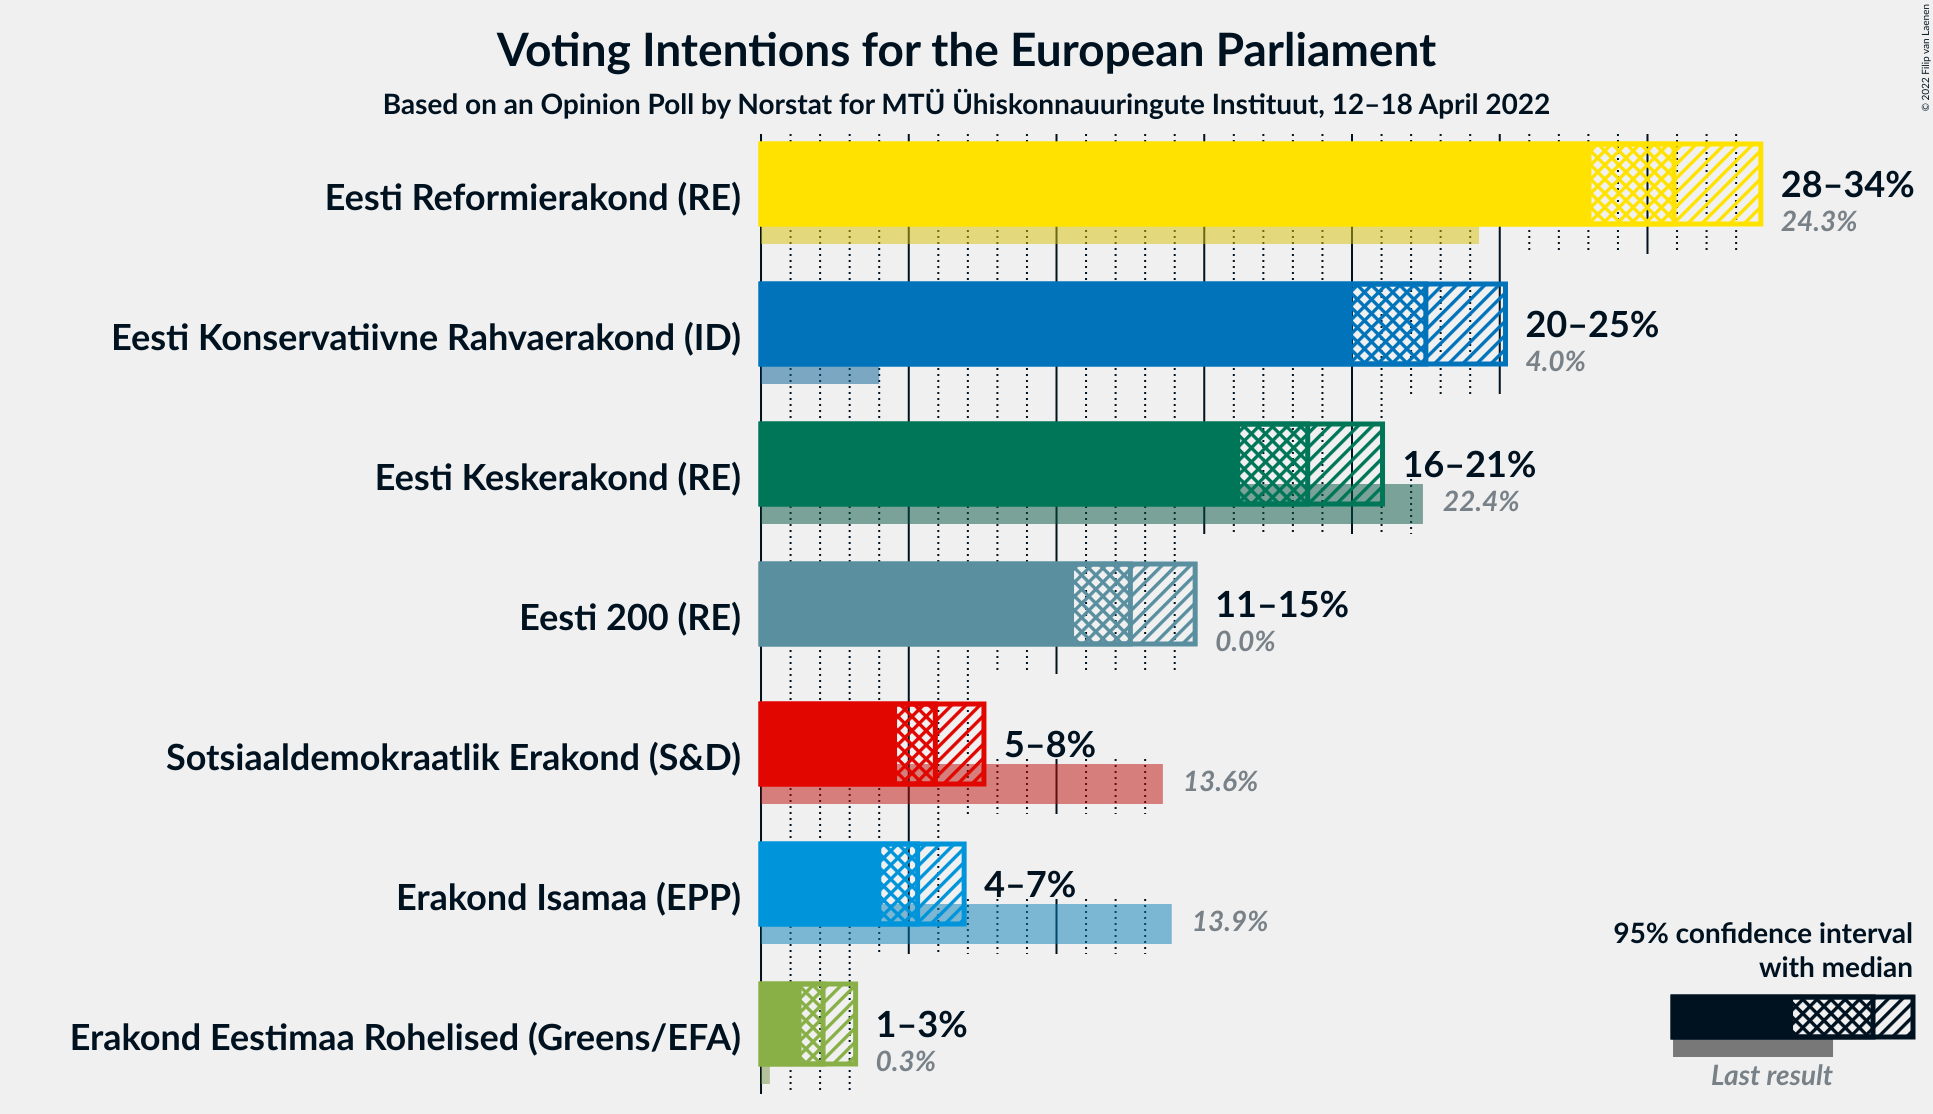 Voting Intentions for the European Parliament
Based on an Opinion Poll by Norstat for MTÜ Ühiskonnauuringute Instituut, 12–18 April 2022
© 2022 Filip van Laenen
Eesti Reformierakond (RE)
28–34%
24.3%
Eesti Konservatiivne Rahvaerakond (ID)
20–25%
4.0%
Eesti Keskerakond (RE)
16–21%
22.4%
Eesti 200 (RE)
11–15%
0.0%
Sotsiaaldemokraatlik Erakond (S&D)
5–8%
13.6%
Erakond Isamaa (EPP)
4–7%
13.9%
Erakond Eestimaa Rohelised (Greens/EFA)
1–3%
0.3%
95% confidence interval
with median
Last result